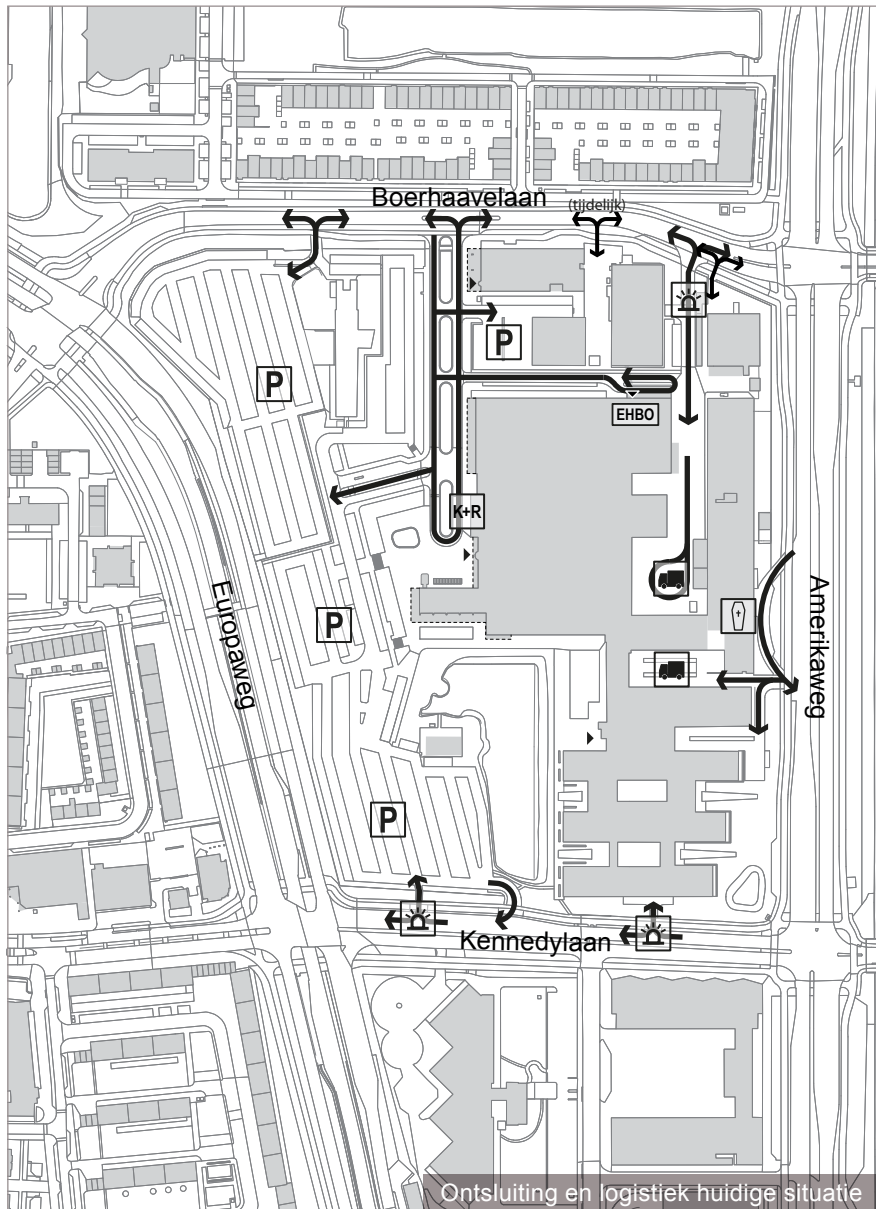 Boerhaavelaan
(tijdelijk)
P
P
EHBO
K+R
Europaweg
P
Amerikaweg
P
Kennedylaan
Ontsluiting en logistiek huidige situatie